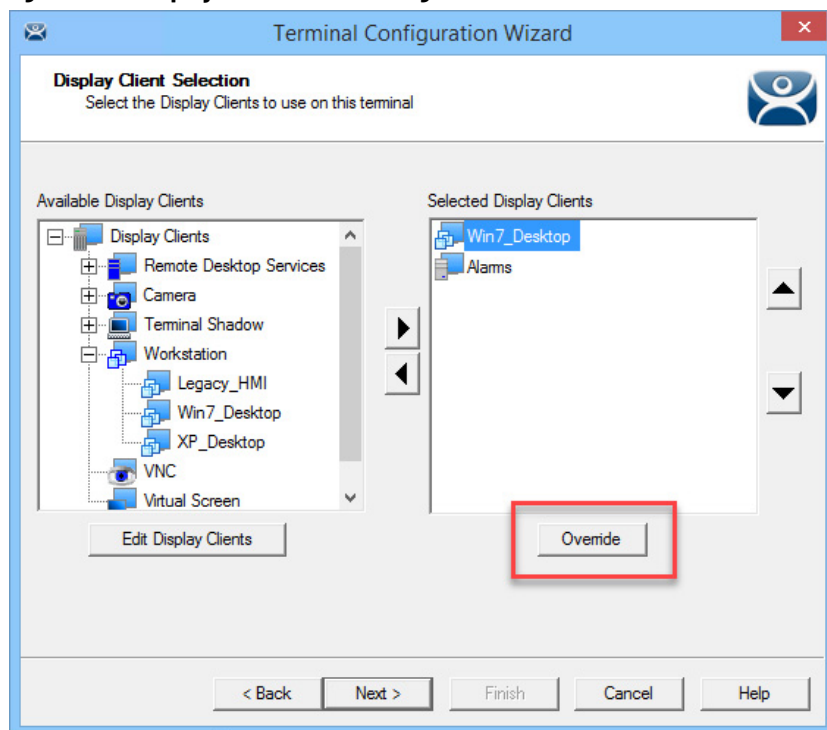 Terminal Configuration Wizard
Display Client Selection
Select the Display Clients to use on this terminal
Available Display Clients
Display Clients
Remote Desktop Services
Camera
Terminal Shadow
Workstation
Legacy_HMI
Win7_Desktop
XP_Desktop
VNC
Virtual Screen
Edit Display Clients
Selected Display Clients
Win7_Desktop
Alarms
Override
< Back
Next >
Finish
Cancel
Help